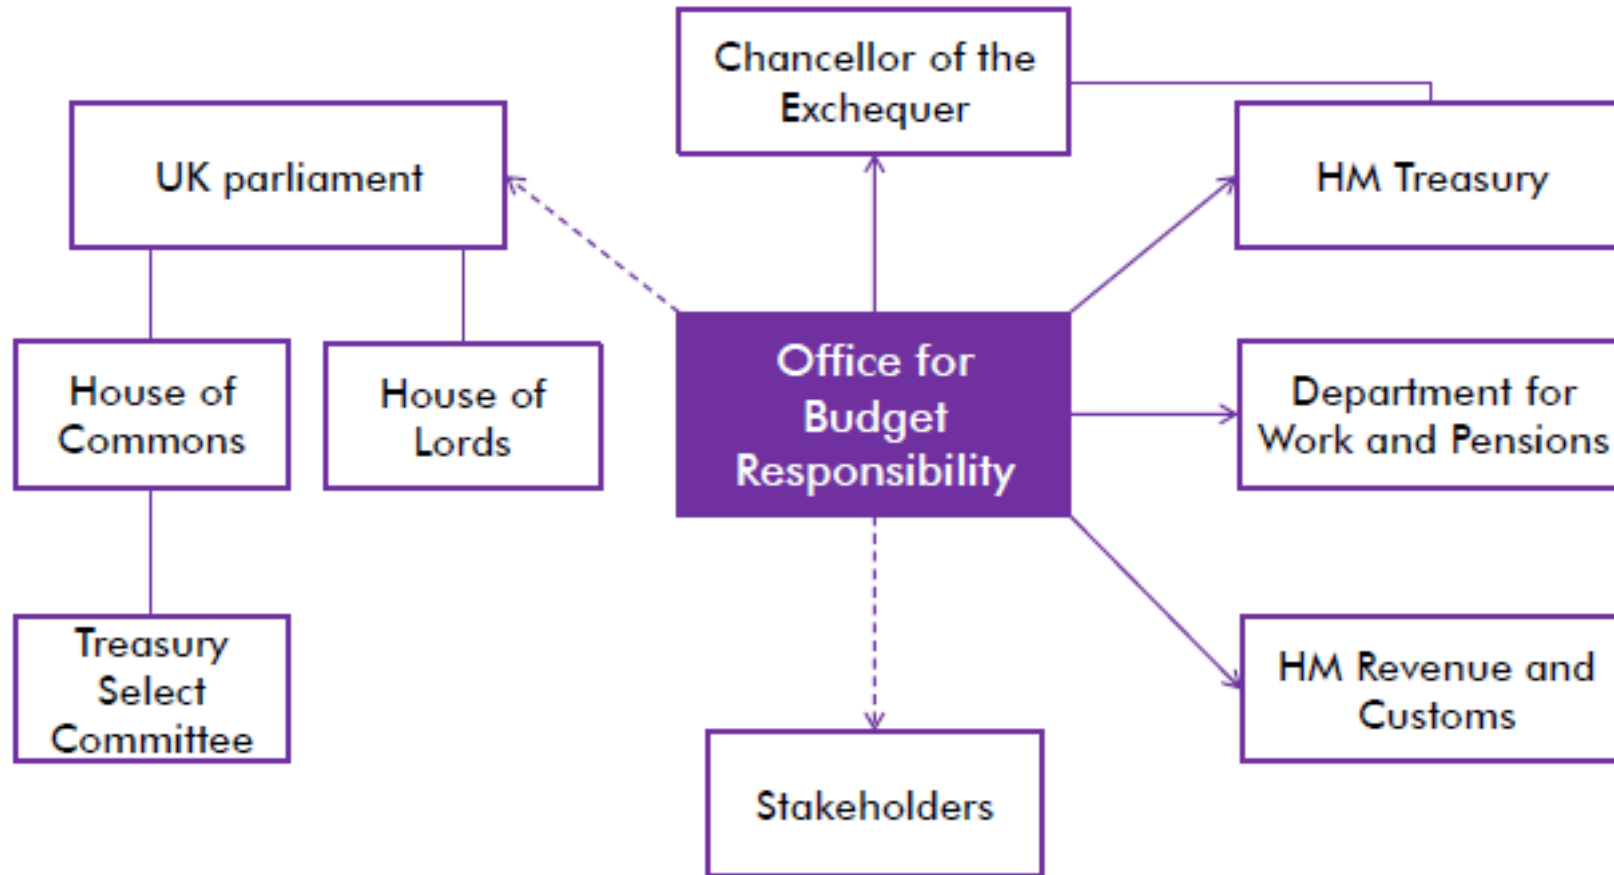 Chancellor of the
Exchequer
UK parliament
HM Treasury
House of
Commons
House of
Lords
Office for
Budget
Responsibility
Department for
Work and Pensions
Treasury
Select
Committee
HM Revenue and
Customs
Stakeholders